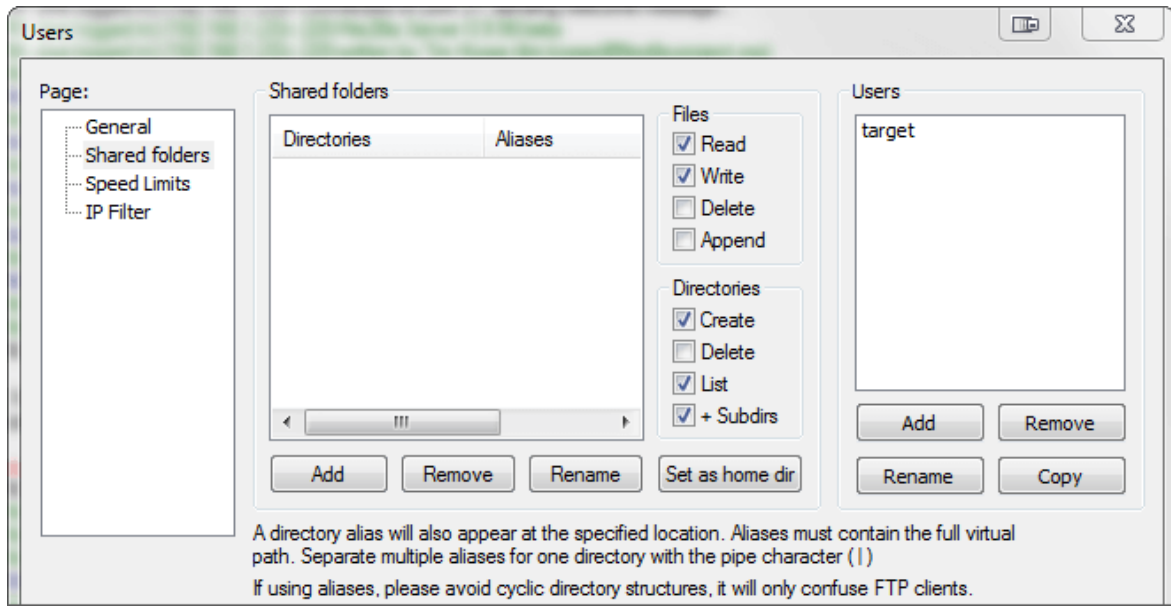 Users
Page:
General
Shared folders
Speed Limits
IP Filter
Shared folders
Directories Aliases
Files
Read
Write
Delete
Append
Directories
Create
Delete
List
+ Subdirs
Add Remove Rename Set as home dir
Users
target
Add Remove
Rename Copy
A directory alias will also appear at the specified location. Aliases must contain the full virtual
path. Separate multiple aliases for one directory with the pipe character (|)
If using aliases, please avoid cyclic directory structures, it will only confuse FTP clients.